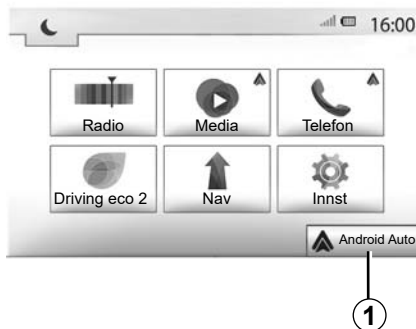 16:00
Radio
Media
Telefon
Driving eco 2
Nav
Innst
Android Auto
1